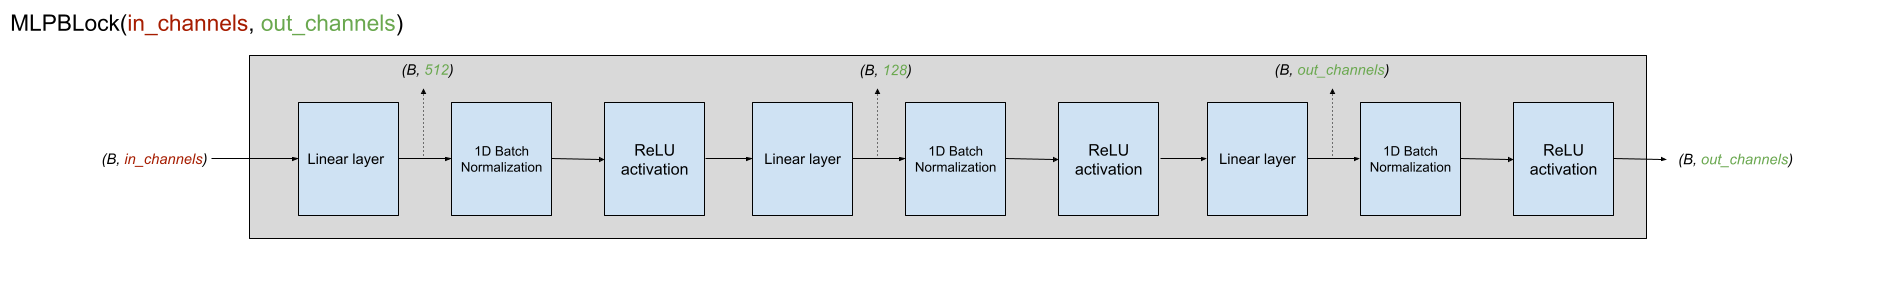 MLPBLock(in_channels, out_channels)
(B, 512)
(B, 128)
(B, out_channels)
(B, in_channels)
Linear layer
1D Batch
Normalization
ReLU
activation
Linear layer
1D Batch
Normalization
ReLU
activation
Linear layer
1D Batch
Normalization
ReLU
activation
(B, out_channels)